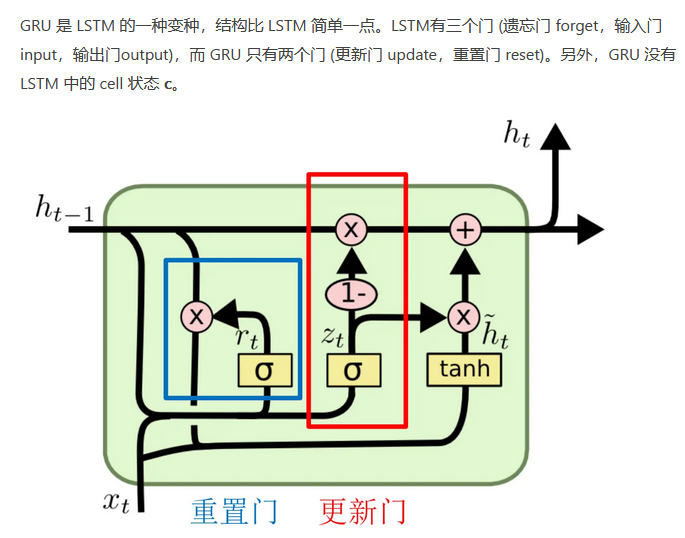 GRU 是 LSTM 的一种变种，结构比 LSTM 简单一点。LSTM有三个门 (遗忘门 forget，输入门
input，输出门output)，而 GRU 只有两个门 (更新门 update，重置门 reset)。另外，GRU 没有
LSTM 中的 cell 状态 c。
h_t
h_{t-1}
x
+
1-
x
x
r_t
z_t
h̃_t
σ
σ
tanh
x_t
重置门
更新门